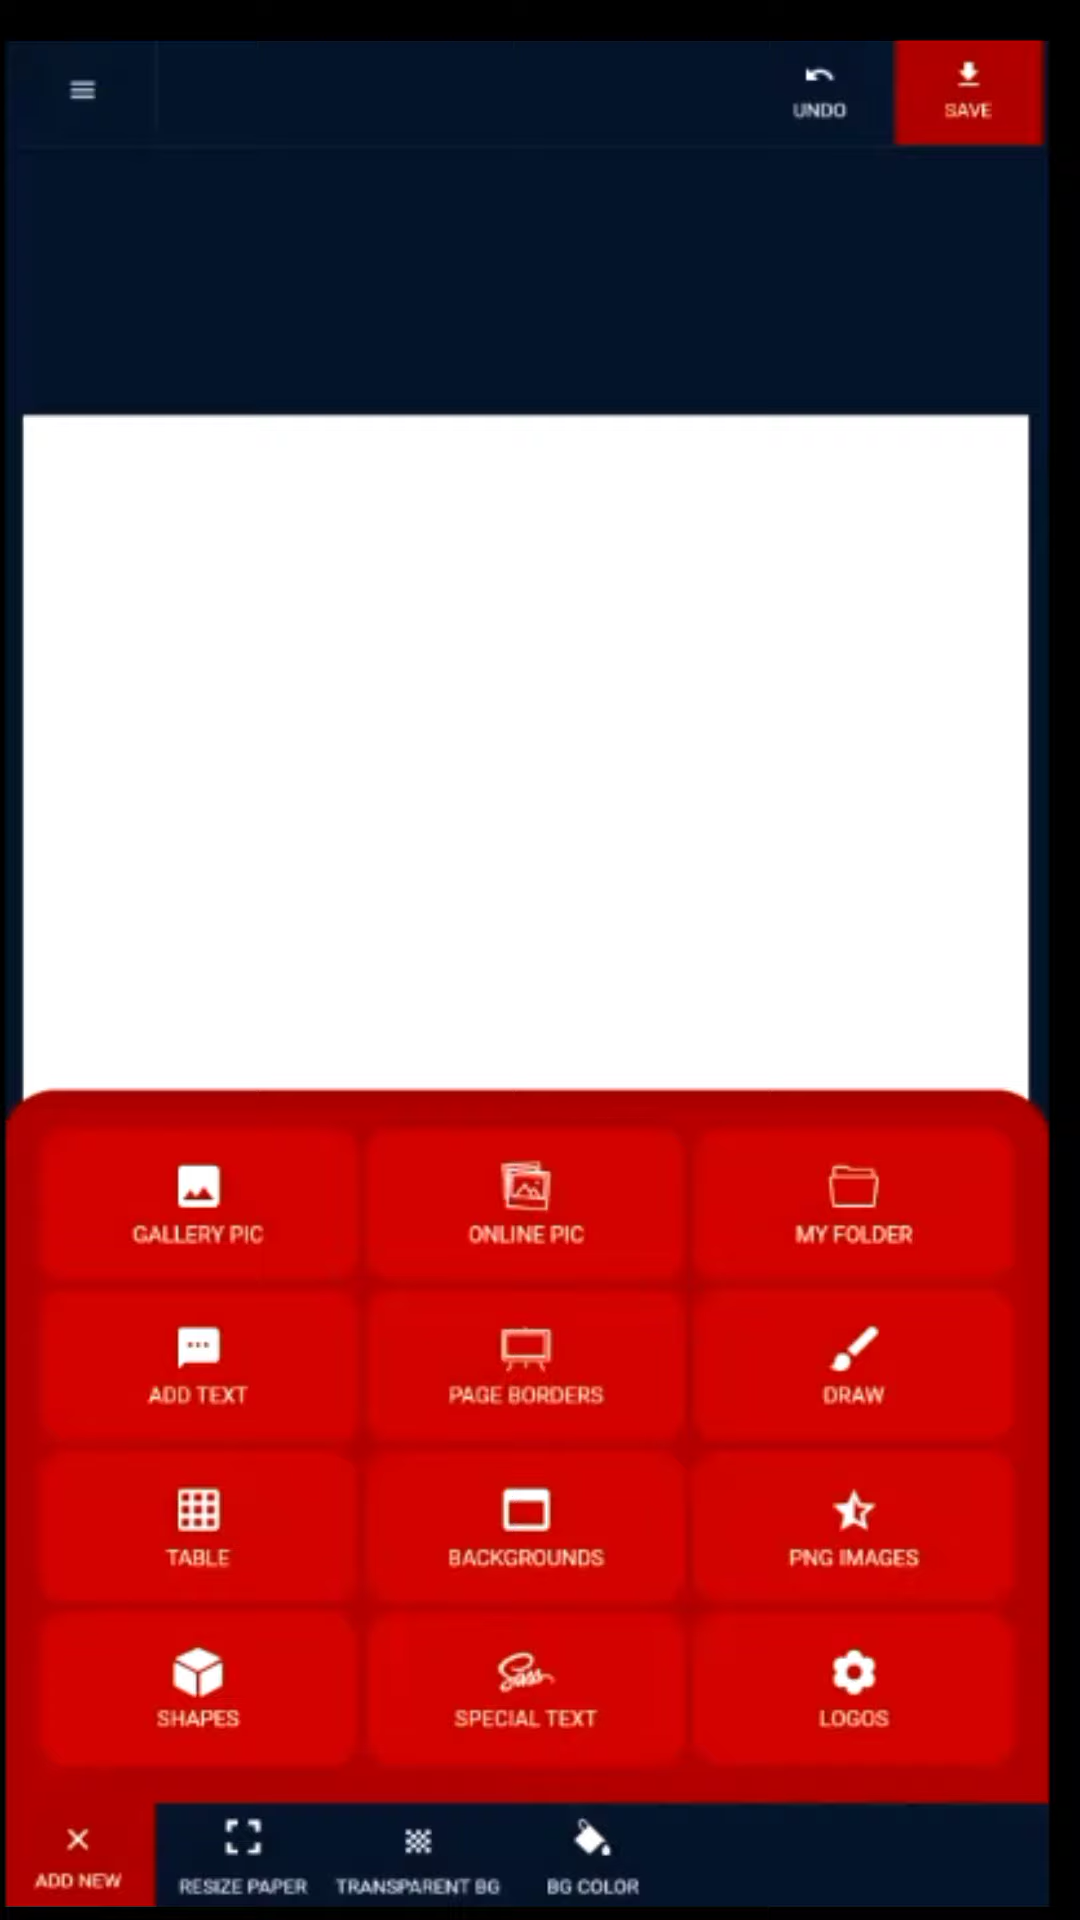 UNDO
SAVE
GALLERY PIC
ONLINE PIC
MY FOLDER
ADD TEXT
PAGE BORDERS
DRAW
TABLE
BACKGROUNDS
PNG IMAGES
SHAPES
Sass
SPECIAL TEXT
LOGOS
ADD NEW
RESIZE PAPER
TRANSPARENT BG
BG COLOR